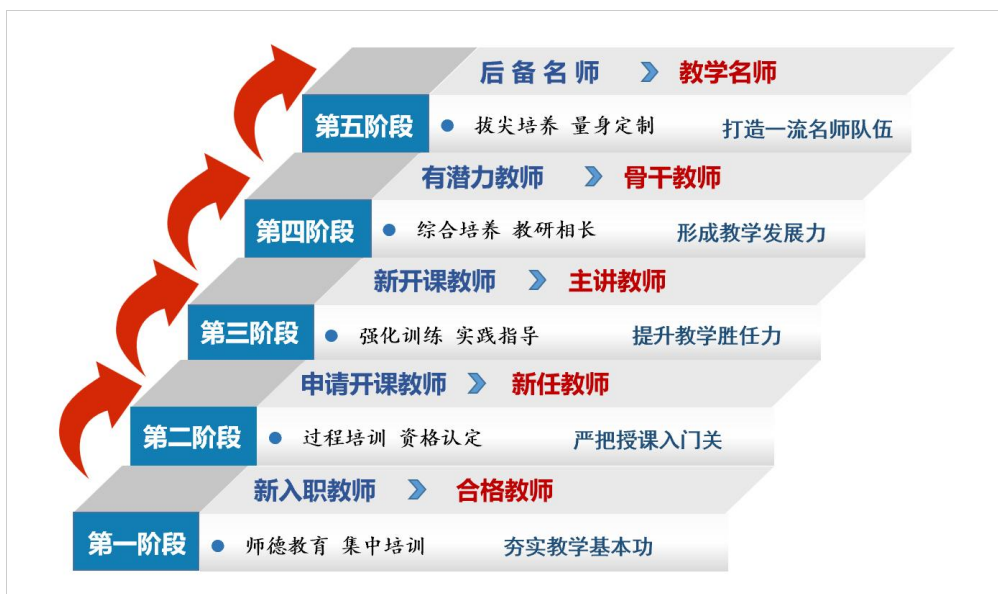 后备名师 教学名师
第五阶段 ● 拔尖培养 量身定制 打造一流名师队伍
有潜力教师 骨干教师
第四阶段 ● 综合培养 教研相长 形成教学发展力
新开课教师 主讲教师
第三阶段 ● 强化训练 实践指导 提升教学胜任力
申请开课教师 新任教师
第二阶段 ● 过程培训 资格认定 严把授课入门关
新入职教师 合格教师
第一阶段 ● 师德教育 集中培训 夯实教学基本功